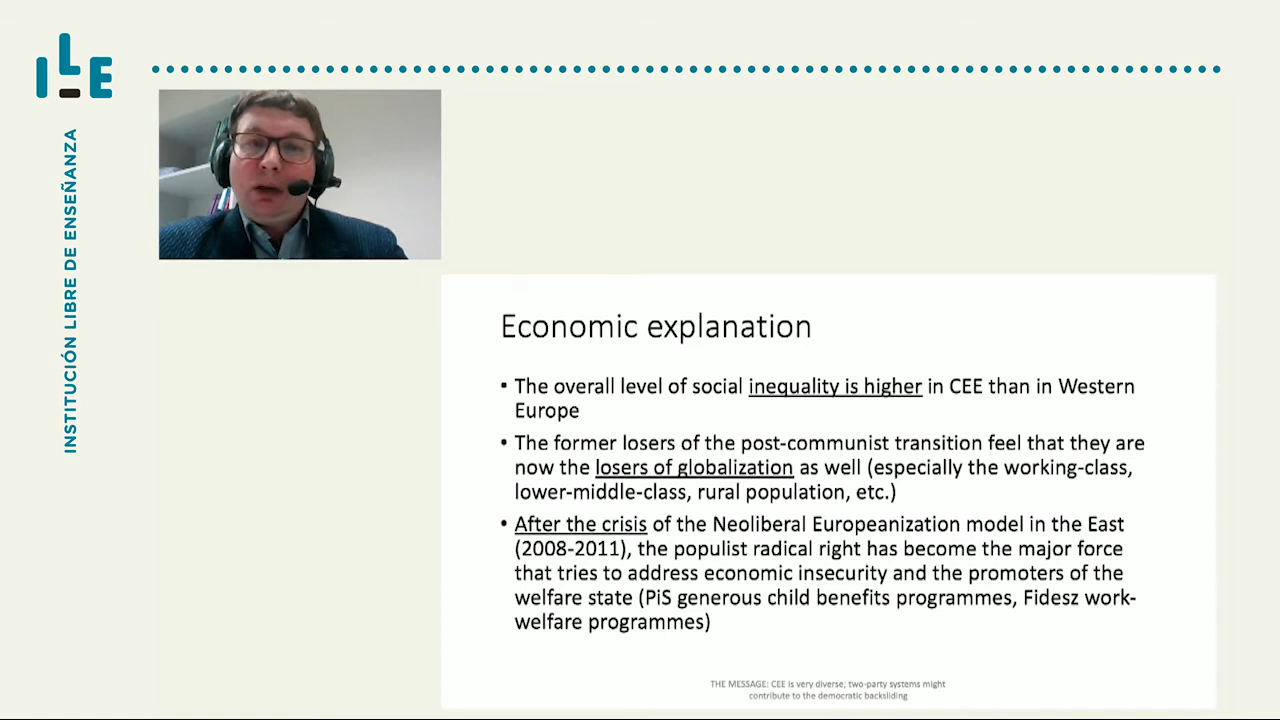 ILE
INSTITUCIÓN LIBRE DE ENSEÑANZA
Economic explanation
• The overall level of social inequality is higher in CEE than in Western
Europe
• The former losers of the post-communist transition feel that they are
now the losers of globalization as well (especially the working-class,
lower-middle-class, rural population, etc.)
• After the crisis of the Neoliberal Europeanization model in the East
(2008-2011), the populist radical right has become the major force
that tries to address economic insecurity and the promoters of the
welfare state (PiS generous child benefits programmes, Fidesz work-
welfare programmes)
THE MESSAGE: CEE is very diverse; two-party systems might
contribute to the democratic backsliding